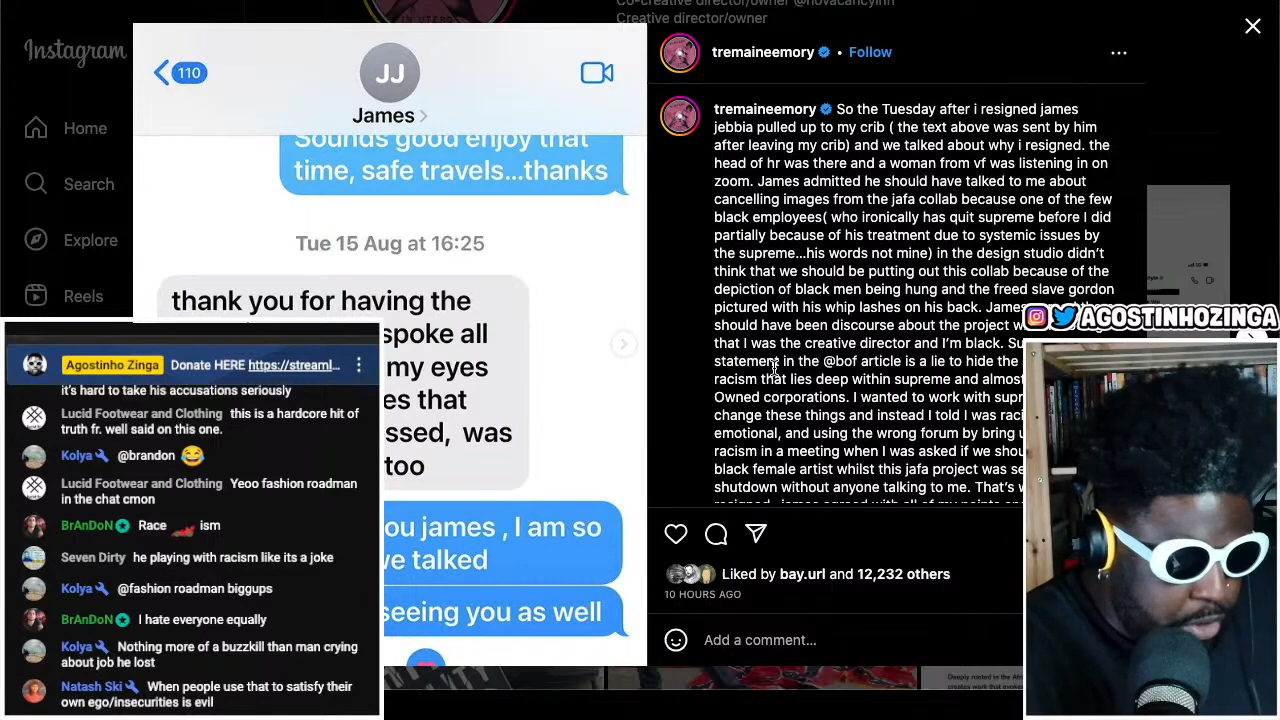 Co-creative director/owner @novacancyinn
Creative director/owner
IN UTERO
Instagram
Home
Search
Explore
Reels
110
JJ
James
Sounds good enjoy that
time, safe travels...thanks
Tue 15 Aug at 16:25
thank you for having the
spoke all
my eyes
es that
ssed, was
too
ou james , I am so
we talked
seeing you as well
tremaineemory • Follow
tremaineemory So the Tuesday after i resigned james
jebbia pulled up to my crib ( the text above was sent by him
after leaving my crib) and we talked about why i resigned. the
head of hr was there and a woman from vf was listening in on
zoom. James admitted he should have talked to me about
cancelling images from the jafa collab because one of the few
black employees( who ironically has quit supreme before I did
partially because of his treatment due to systemic issues by
the supreme...his words not mine) in the design studio didn't
think that we should be putting out this collab because of the
depiction of black men being hung and the freed slave gordon
pictured with his whip lashes on his back. James
should have been discourse about the project w
that I was the creative director and I'm black. Su
statement in the @bof article is a lie to hide the
racism that lies deep within supreme and almost
Owned corporations. I wanted to work with supr
change these things and instead I told I was raci
emotional, and using the wrong forum by bring u
racism in a meeting when I was asked if we shou
black female artist whilst this jafa project was se
shutdown without anyone talking to me. That's w
resigned. james agreed with all of my points
Liked by bay.url and 12,232 others
10 HOURS AGO
Add a comment...
AGOSTINHOZINGA
Agostinho Zinga Donate HERE https://streaml...
it's hard to take his accusations seriously
Lucid Footwear and Clothing this is a hardcore hit of
truth fr. well said on this one.
Kolya @brandon
Lucid Footwear and Clothing Yeoo fashion roadman
in the chat cmon
BrAnDoN Race ism
Seven Dirty he playing with racism like its a joke
Kolya @fashion roadman biggups
BrAnDoN I hate everyone equally
Kolya Nothing more of a buzzkill than man crying
about job he lost
Natash Ski When people use that to satisfy their
own ego/insecurities is evil